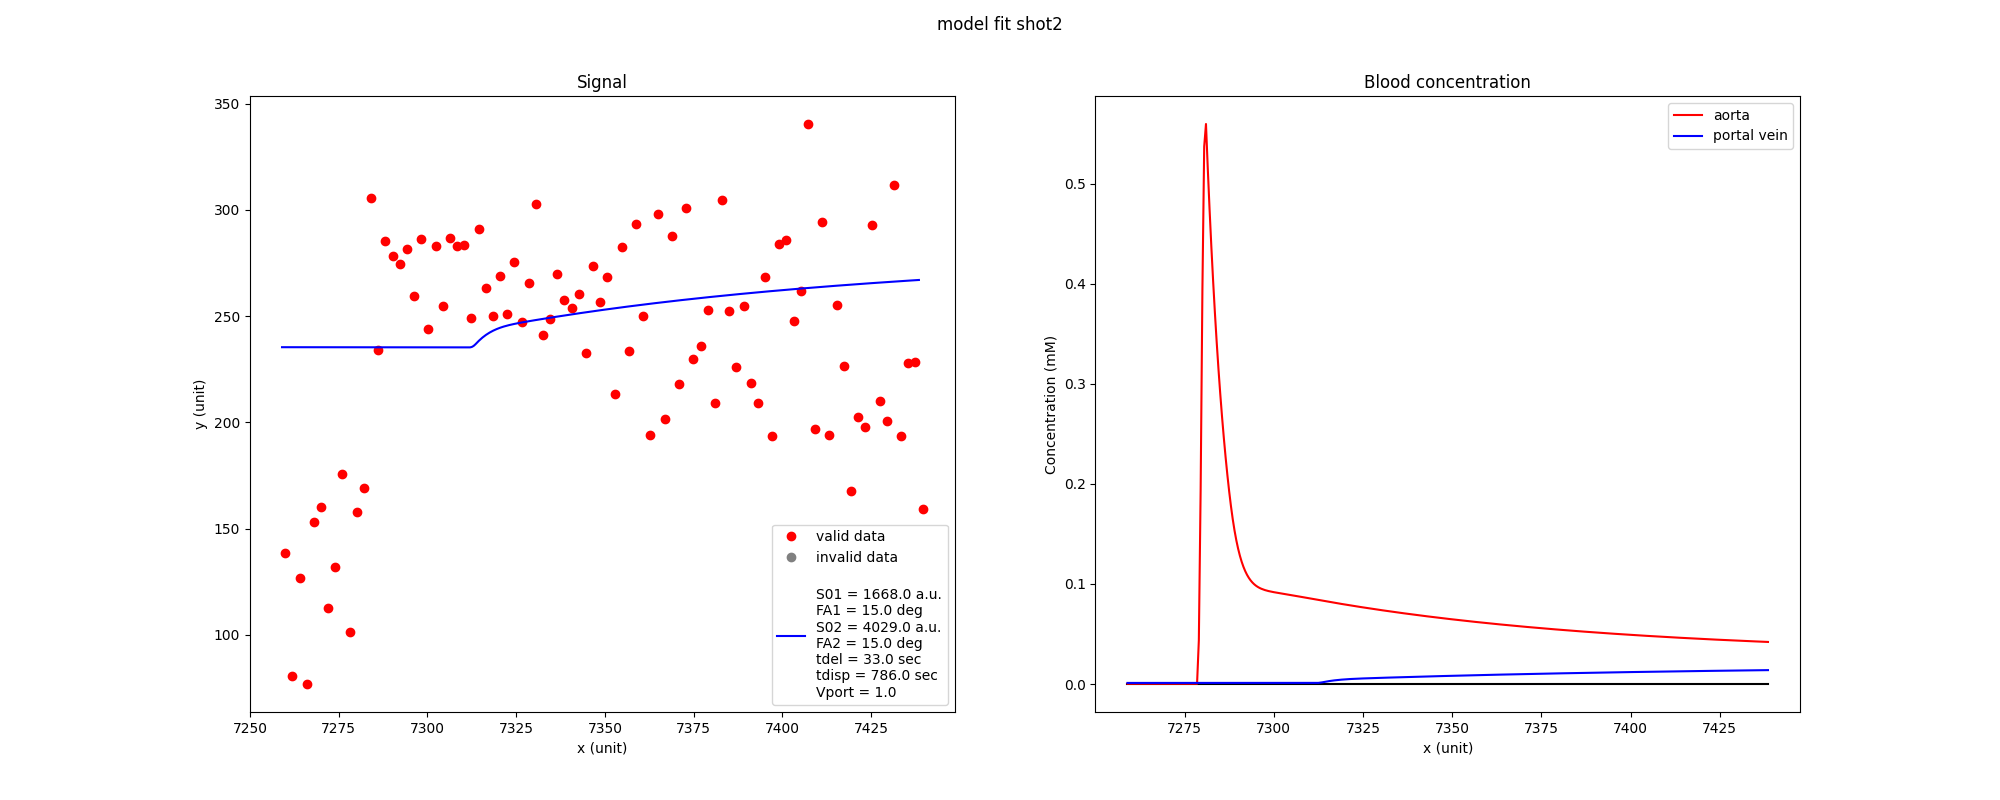 model fit shot2
Signal
350
300
250
200
150
100
y (unit)
7250
7275
7300
7325
7350
7375
7400
7425
x (unit)
valid data
invalid data
S01 = 1668.0 a.u.
FA1 = 15.0 deg
S02 = 4029.0 a.u.
FA2 = 15.0 deg
tdel = 33.0 sec
tdisp = 786.0 sec
Vport = 1.0
Blood concentration
0.5
0.4
0.3
0.2
0.1
0.0
Concentration (mM)
7275
7300
7325
7350
7375
7400
7425
x (unit)
aorta
portal vein